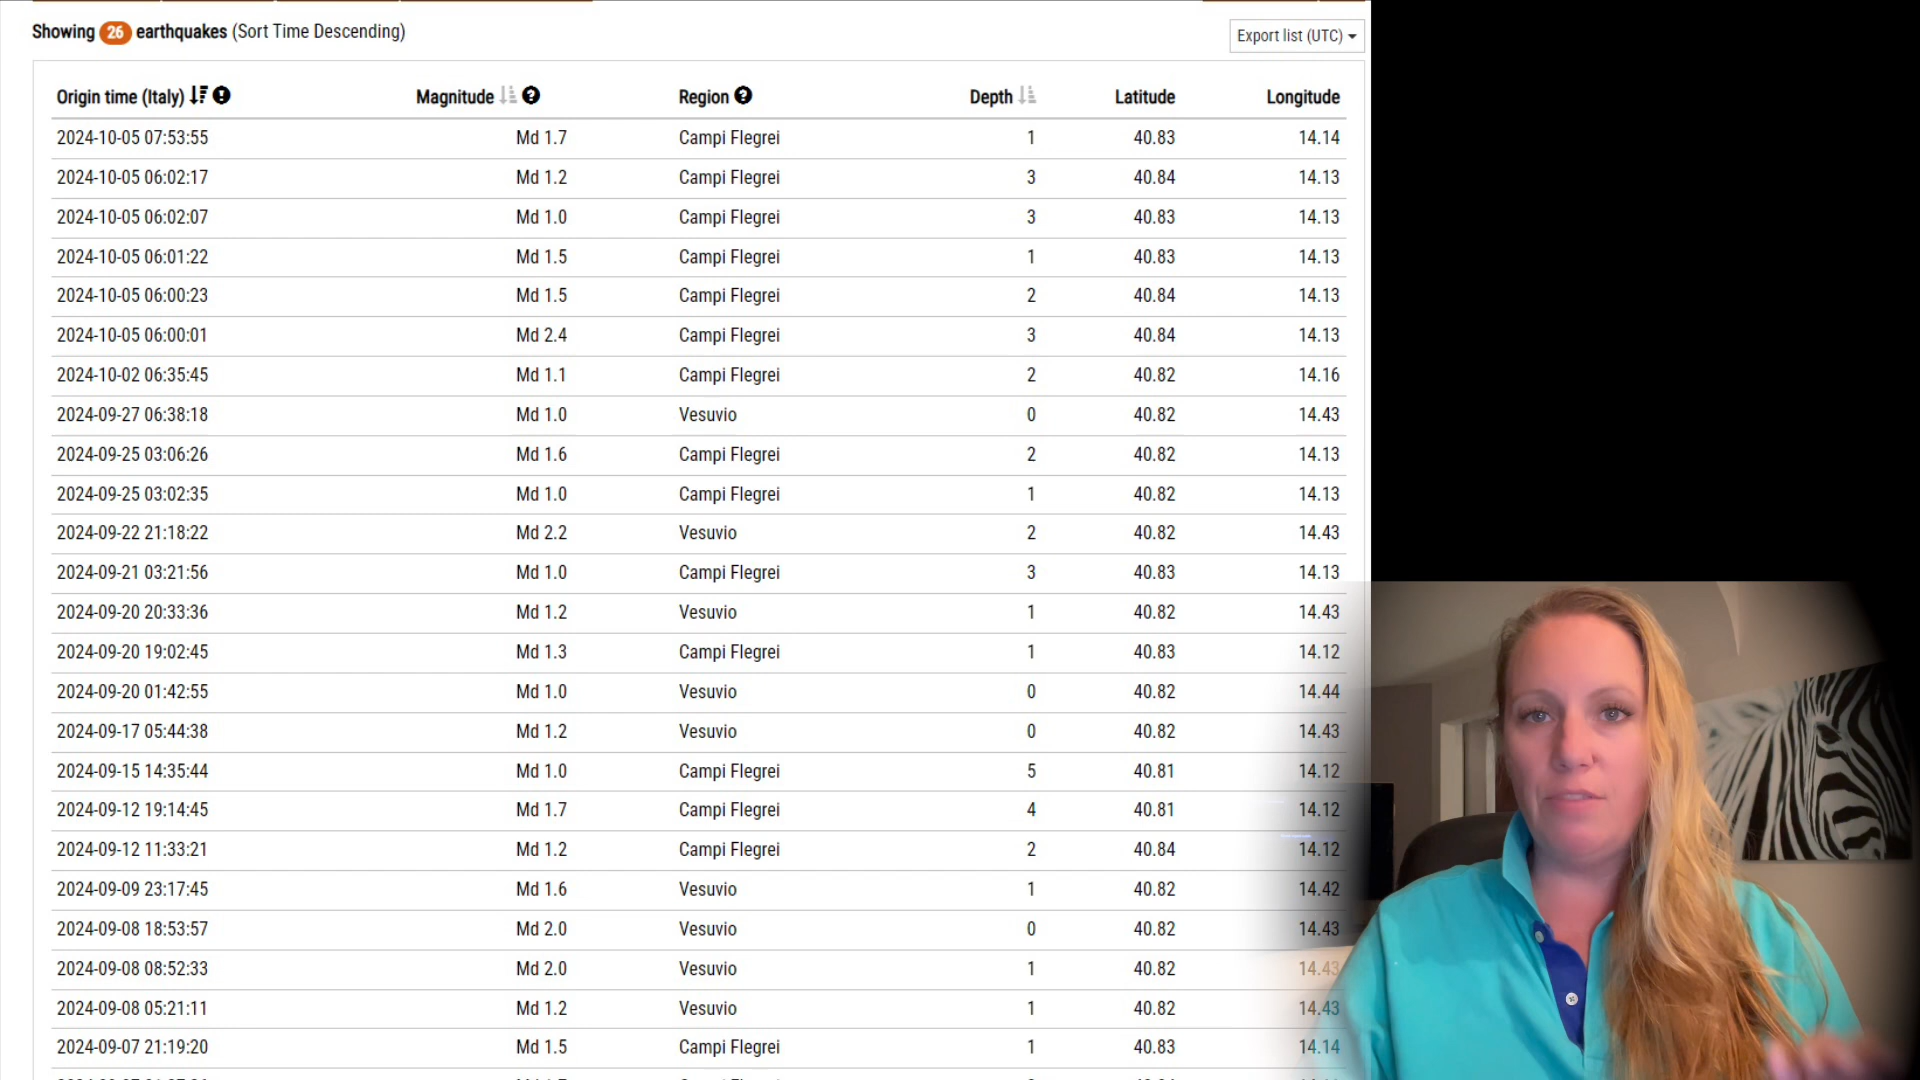 Showing 26 earthquakes (Sort Time Descending)
Export list (UTC)
Origin time (Italy) Magnitude Region Depth Latitude Longitude
2024-10-05 07:53:55 Md 1.7 Campi Flegrei 1 40.83 14.14
2024-10-05 06:02:17 Md 1.2 Campi Flegrei 3 40.84 14.13
2024-10-05 06:02:07 Md 1.0 Campi Flegrei 3 40.83 14.13
2024-10-05 06:01:22 Md 1.5 Campi Flegrei 1 40.83 14.13
2024-10-05 06:00:23 Md 1.5 Campi Flegrei 2 40.84 14.13
2024-10-05 06:00:01 Md 2.4 Campi Flegrei 3 40.84 14.13
2024-10-02 06:35:45 Md 1.1 Campi Flegrei 2 40.82 14.16
2024-09-27 06:38:18 Md 1.0 Vesuvio 0 40.82 14.43
2024-09-25 03:06:26 Md 1.6 Campi Flegrei 2 40.82 14.13
2024-09-25 03:02:35 Md 1.0 Campi Flegrei 1 40.82 14.13
2024-09-22 21:18:22 Md 2.2 Vesuvio 2 40.82 14.43
2024-09-21 03:21:56 Md 1.0 Campi Flegrei 3 40.83 14.13
2024-09-20 20:33:36 Md 1.2 Vesuvio 1 40.82 14.43
2024-09-20 19:02:45 Md 1.3 Campi Flegrei 1 40.83 14.12
2024-09-20 01:42:55 Md 1.0 Vesuvio 0 40.82 14.44
2024-09-17 05:44:38 Md 1.2 Vesuvio 0 40.82 14.43
2024-09-15 14:35:44 Md 1.0 Campi Flegrei 5 40.81 14.12
2024-09-12 19:14:45 Md 1.7 Campi Flegrei 4 40.81 14.12
2024-09-12 11:33:21 Md 1.2 Campi Flegrei 2 40.84 14.12
2024-09-09 23:17:45 Md 1.6 Vesuvio 1 40.82 14.42
2024-09-08 18:53:57 Md 2.0 Vesuvio 0 40.82 14.43
2024-09-08 08:52:33 Md 2.0 Vesuvio 1 40.82 14.43
2024-09-08 05:21:11 Md 1.2 Vesuvio 1 40.82 14.43
2024-09-07 21:19:20 Md 1.5 Campi Flegrei 1 40.83 14.14